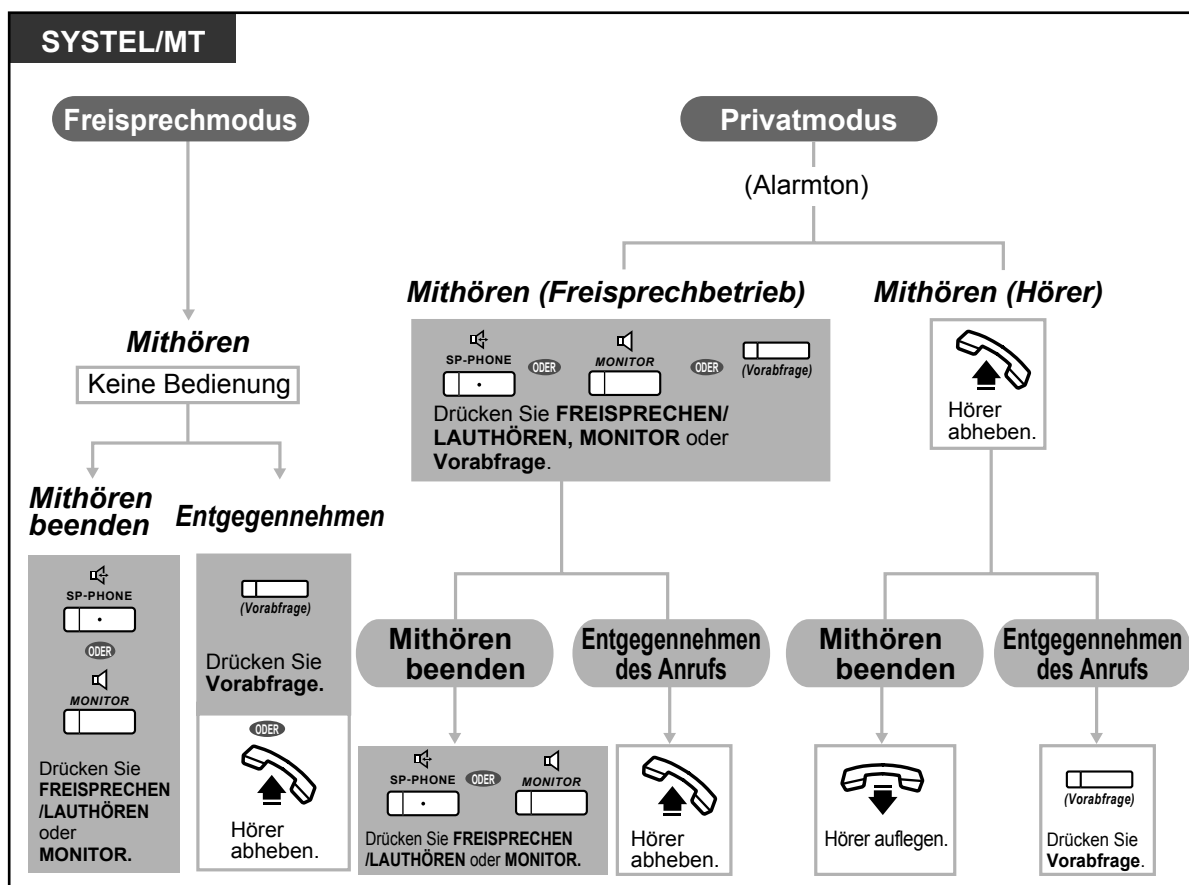 SYSTEL/MT
Freisprechmodus
Privatmodus
(Alarmton)
Mithören
Keine Bedienung
Mithören (Freisprechbetrieb)
SP-PHONE ODER MONITOR ODER (Vorabfrage)
Drücken Sie FREISPRECHEN/
LAUTHÖREN, MONITOR oder
Vorabfrage.
Mithören (Hörer)
Hörer
abheben.
Mithören
beenden
SP-PHONE
ODER
MONITOR
Drücken Sie
FREISPRECHEN
/LAUTHÖREN
oder
MONITOR.
Entgegennehmen
(Vorabfrage)
Drücken Sie
Vorabfrage.
ODER
Hörer
abheben.
Mithören
beenden
SP-PHONE ODER MONITOR
Drücken Sie FREISPRECHEN
/LAUTHÖREN oder MONITOR.
Entgegennehmen
des Anrufs
Hörer
abheben.
Mithören
beenden
Hörer auflegen.
Entgegennehmen
des Anrufs
(Vorabfrage)
Drücken Sie
Vorabfrage.